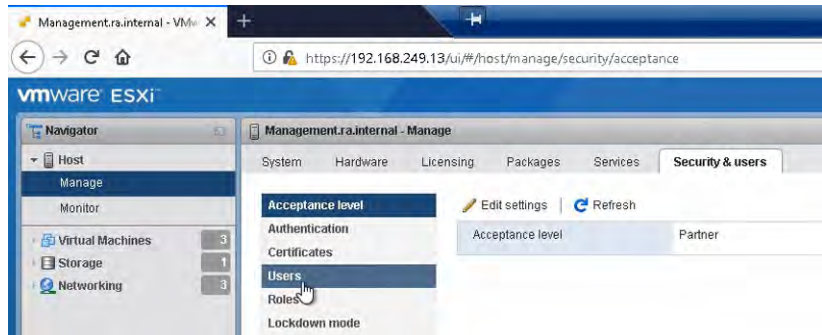 Management.ra.internal - VMw
https://192.168.249.13/ui/#/host/manage/security/acceptance
vmware ESXi
Navigator
Management.ra.internal - Manage
Host
System Hardware Licensing Packages Services Security & users
Manage
Monitor
Acceptance level
Edit settings | Refresh
Authentication
Acceptance level Partner
Virtual Machines 3
Certificates
Storage 1
Users
Networking 3
Roles
Lockdown mode